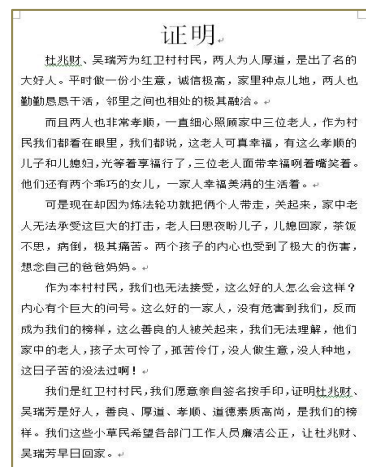 证明
杜兆财、吴瑞芳为红卫村村民，两人为人厚道，是出了名的
大好人。平时做一份小生意，诚信极高，家里种点儿地，两人也
勤勤恳恳干活，邻里之间也相处的极其融洽。
而且两人也非常孝顺，一直细心照顾家中三位老人，作为村
民我们都看在眼里，我们都说，这老人可真幸福，有这么孝顺的
儿子和儿媳妇，光等着享福行了，三位老人面带幸福咧着嘴笑着。
他们还有两个乖巧的女儿，一家人幸福美满的生活着。
可是现在却因为炼法轮功就把俩个人带走，关起来，家中老
人无法承受这巨大的打击，老人日思夜盼儿子，儿媳回家，茶饭
不思，病倒，极其痛苦。两个孩子的内心也受到了极大的伤害，
想念自己的爸爸妈妈。
作为本村村民，我们也无法接受，这么好的人怎么会这样？
内心有个巨大的问号。这么好的一家人，没有危害到我们，反而
成为我们的榜样，这么善良的人被关起来，我们无法理解，他们
家中的老人，孩子太可怜了，孤苦伶仃，没人做生意，没人种地，
这日子苦的没法过啊！
我们是红卫村村民，我们愿意亲自签名按手印，证明杜兆财、
吴瑞芳是好人，善良、厚道、孝顺、道德素质高尚，是我们的榜
样。我们这些小草民希望各部门工作人员廉洁公正，让杜兆财、
吴瑞芳早日回家。